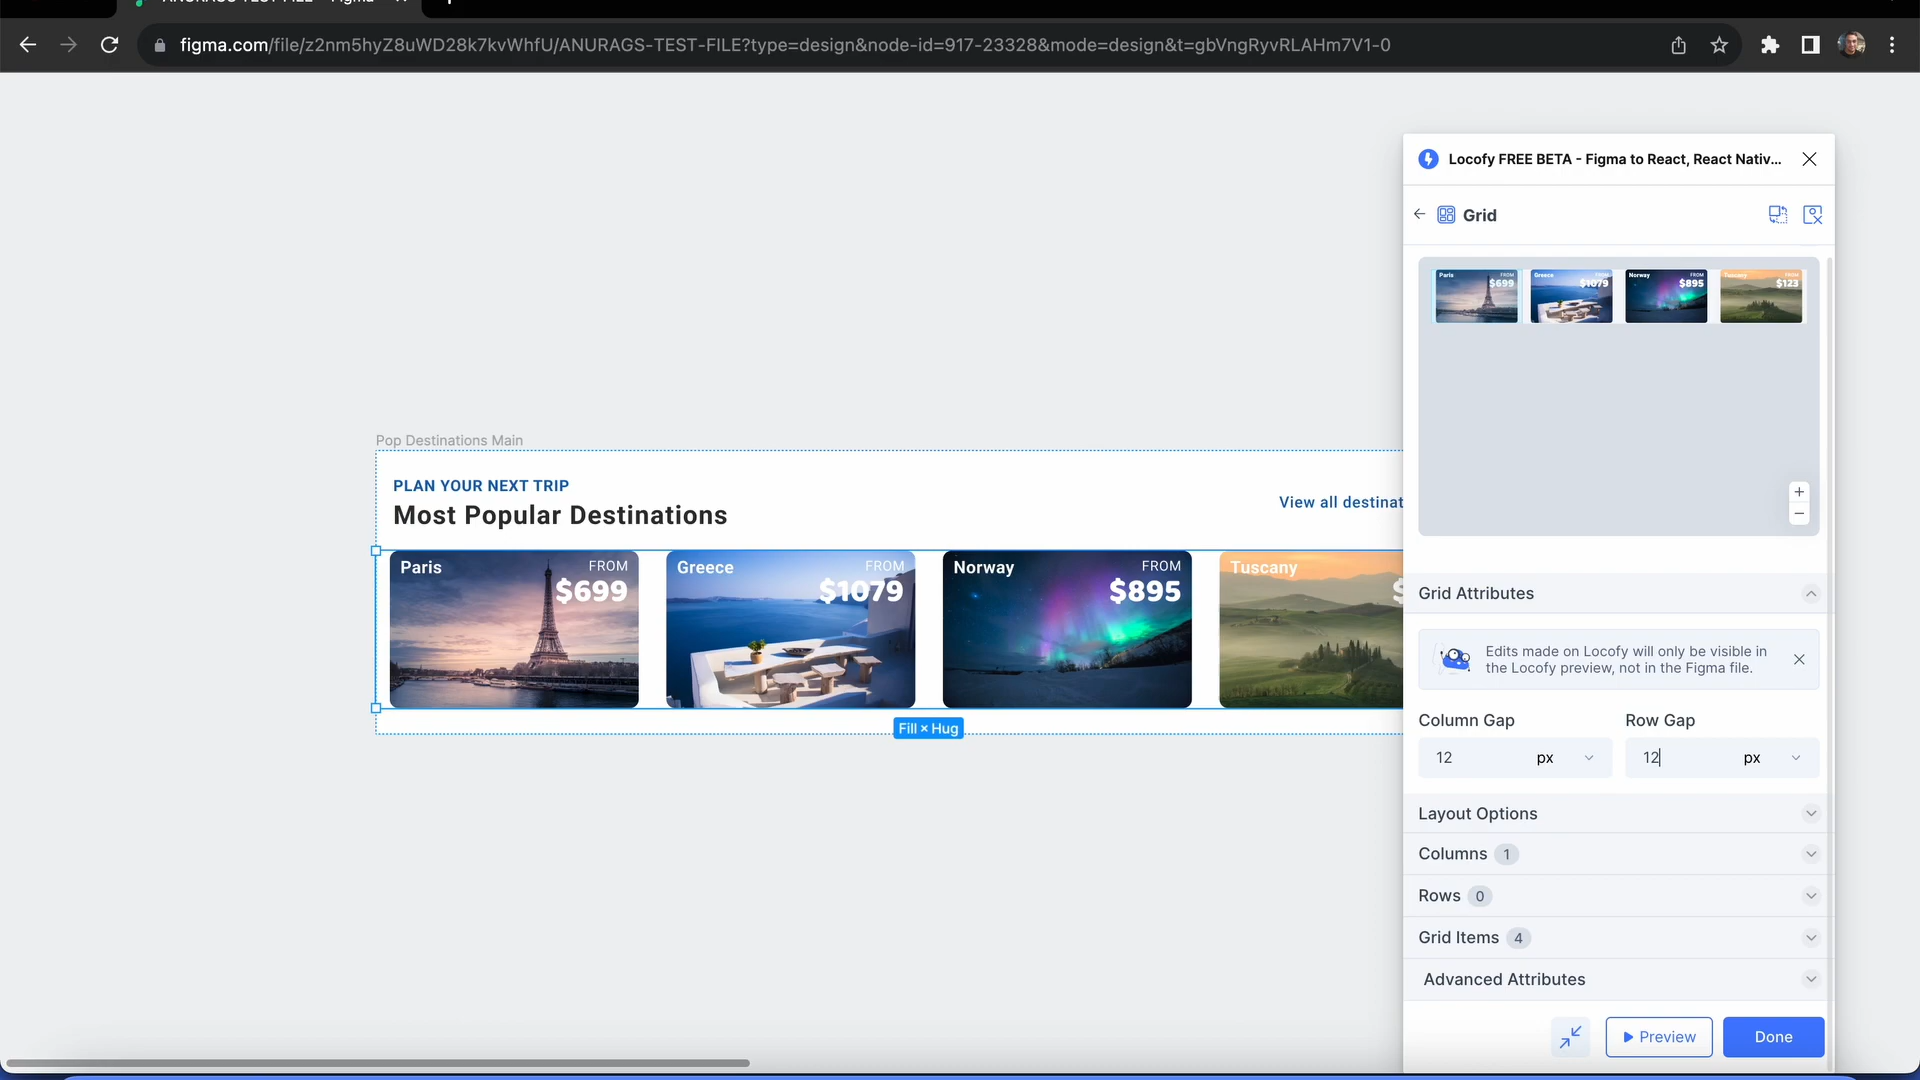 figma.com/file/z2nm5hyZ8uWD28k7kvWhfU/ANURAGS-TEST-FILE?type=design&node-id=917-23328&mode=design&t=gbVngRyvRLAHm7V1-0
Locofy FREE BETA - Figma to React, React Nativ...
Grid
Paris FROM $699
Greece FROM $1079
Norway FROM $895
Tuscany FROM $123
Pop Destinations Main
PLAN YOUR NEXT TRIP
Most Popular Destinations
View all destinat
Paris FROM
$699
Greece FROM
$1079
Norway FROM
$895
Tuscany
$
Fill × Hug
Grid Attributes
Edits made on Locofy will only be visible in
the Locofy preview, not in the Figma file.
Column Gap Row Gap
12 px 12 px
Layout Options
Columns 1
Rows 0
Grid Items 4
Advanced Attributes
Preview Done